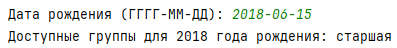 Дата рождения (ГГГГ-ММ-ДД): 2018-06-15
Доступные группы для 2018 года рождения: старшая